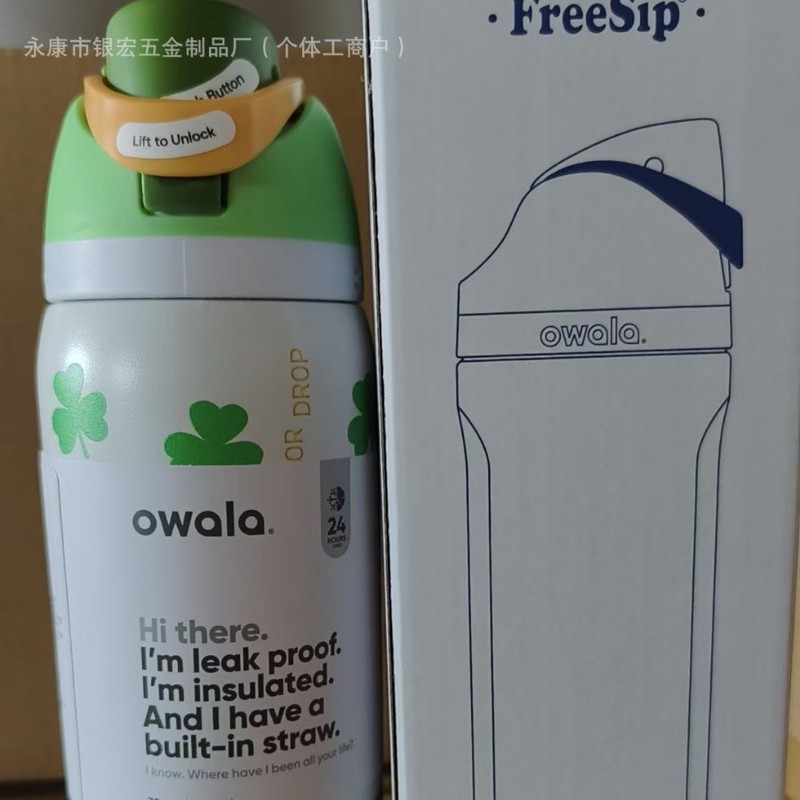 永康市银宏五金制品厂（个体工商户）
· FreeSip® ·
Button
Lift to Unlock
owala.
OR DROP
owala.
24
HOURS
Hi there.
I'm leak proof.
I'm insulated.
And I have a
built-in straw.
I know. Where have I been all your life?